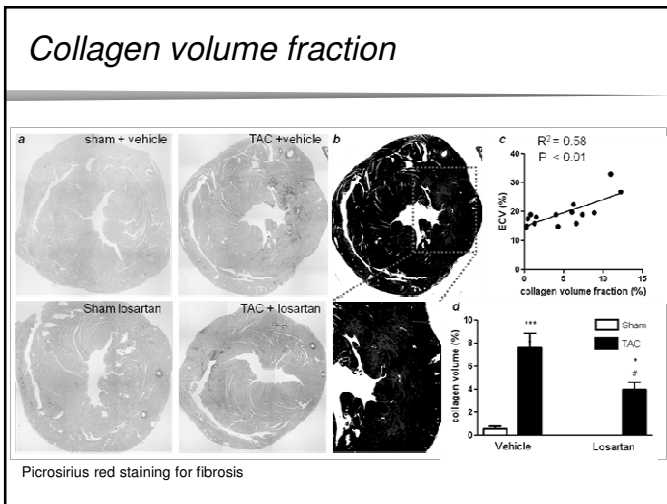 Collagen volume fraction
a
sham + vehicle
TAC +vehicle
b
c
R² = 0.58
P < 0.01
ECV (%)
40
30
20
10
0
0
5
10
15
collagen volume fraction (%)
Sham losartan
TAC + losartan
d
collagen volume (%)
10
8
6
4
2
0
***
Sham
TAC
*
#
Vehicle
Losartan
Picrosirius red staining for fibrosis